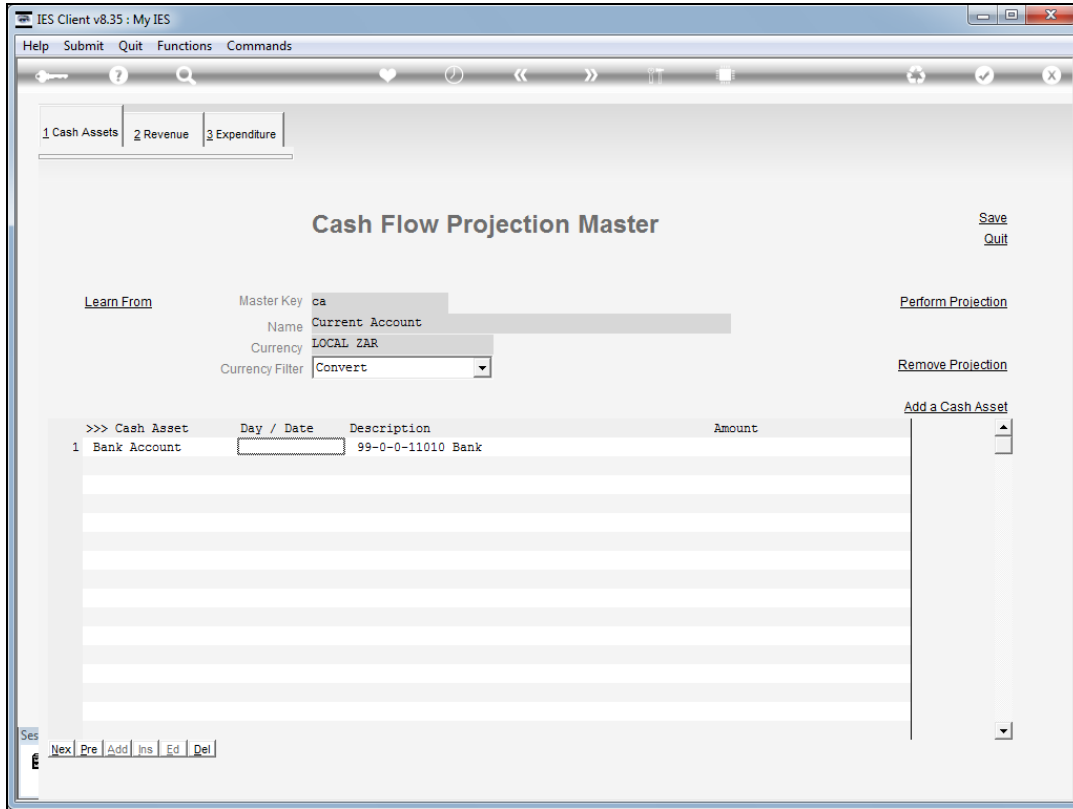 IES Client v8.35 : My IES
Help Submit Quit Functions Commands
1 Cash Assets 2 Revenue 3 Expenditure
Cash Flow Projection Master
Save
Quit
Learn From Master Key ca Perform Projection
Name Current Account
Currency LOCAL ZAR
Currency Filter Convert Remove Projection
Add a Cash Asset
>>> Cash Asset Day / Date Description Amount
1 Bank Account 99-0-0-11010 Bank
Ses
Nex Pre Add Ins Ed Del